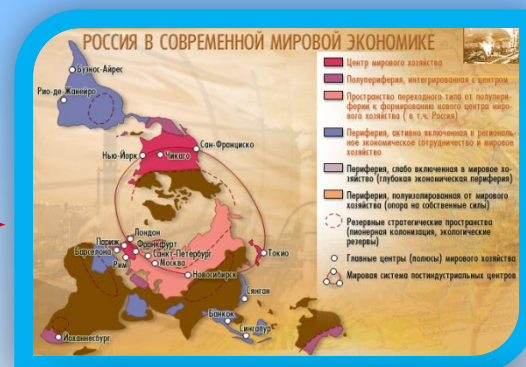 РОССИЯ В СОВРЕМЕННОЙ МИРОВОЙ ЭКОНОМИКЕ
Буэнос-Айрес
Рио-де-Жанейро
Нью-Йорк
Чикаго
Сан-Франциско
Лондон
Париж
Франкфурт
Барселона
Рим
Санкт-Петербург
Москва
Новосибирск
Токио
Сянган
Банкок
Сингапур
Йоханнесбург
Центр мирового хозяйства
Полупериферия, интегрированная с центром
Пространство переходного типа от полупери-
ферии к формированию нового центра миро-
вого хозяйства ( в т.ч. Россия)
Периферия, активно включенная в региональ-
ное экономическое сотрудничество и мировое
хозяйство
Периферия, слабо включенная в мировое хо-
зяйство (глубокая экономическая периферия)
Периферия, полуизолированная от мирового
хозяйства (опора на собственные силы)
Резервные стратегические пространства
(пионерная колонизация, экологические
резервы)
Главные центры (полюсы) мирового хозяйства
Мировая система постиндустриальных центров